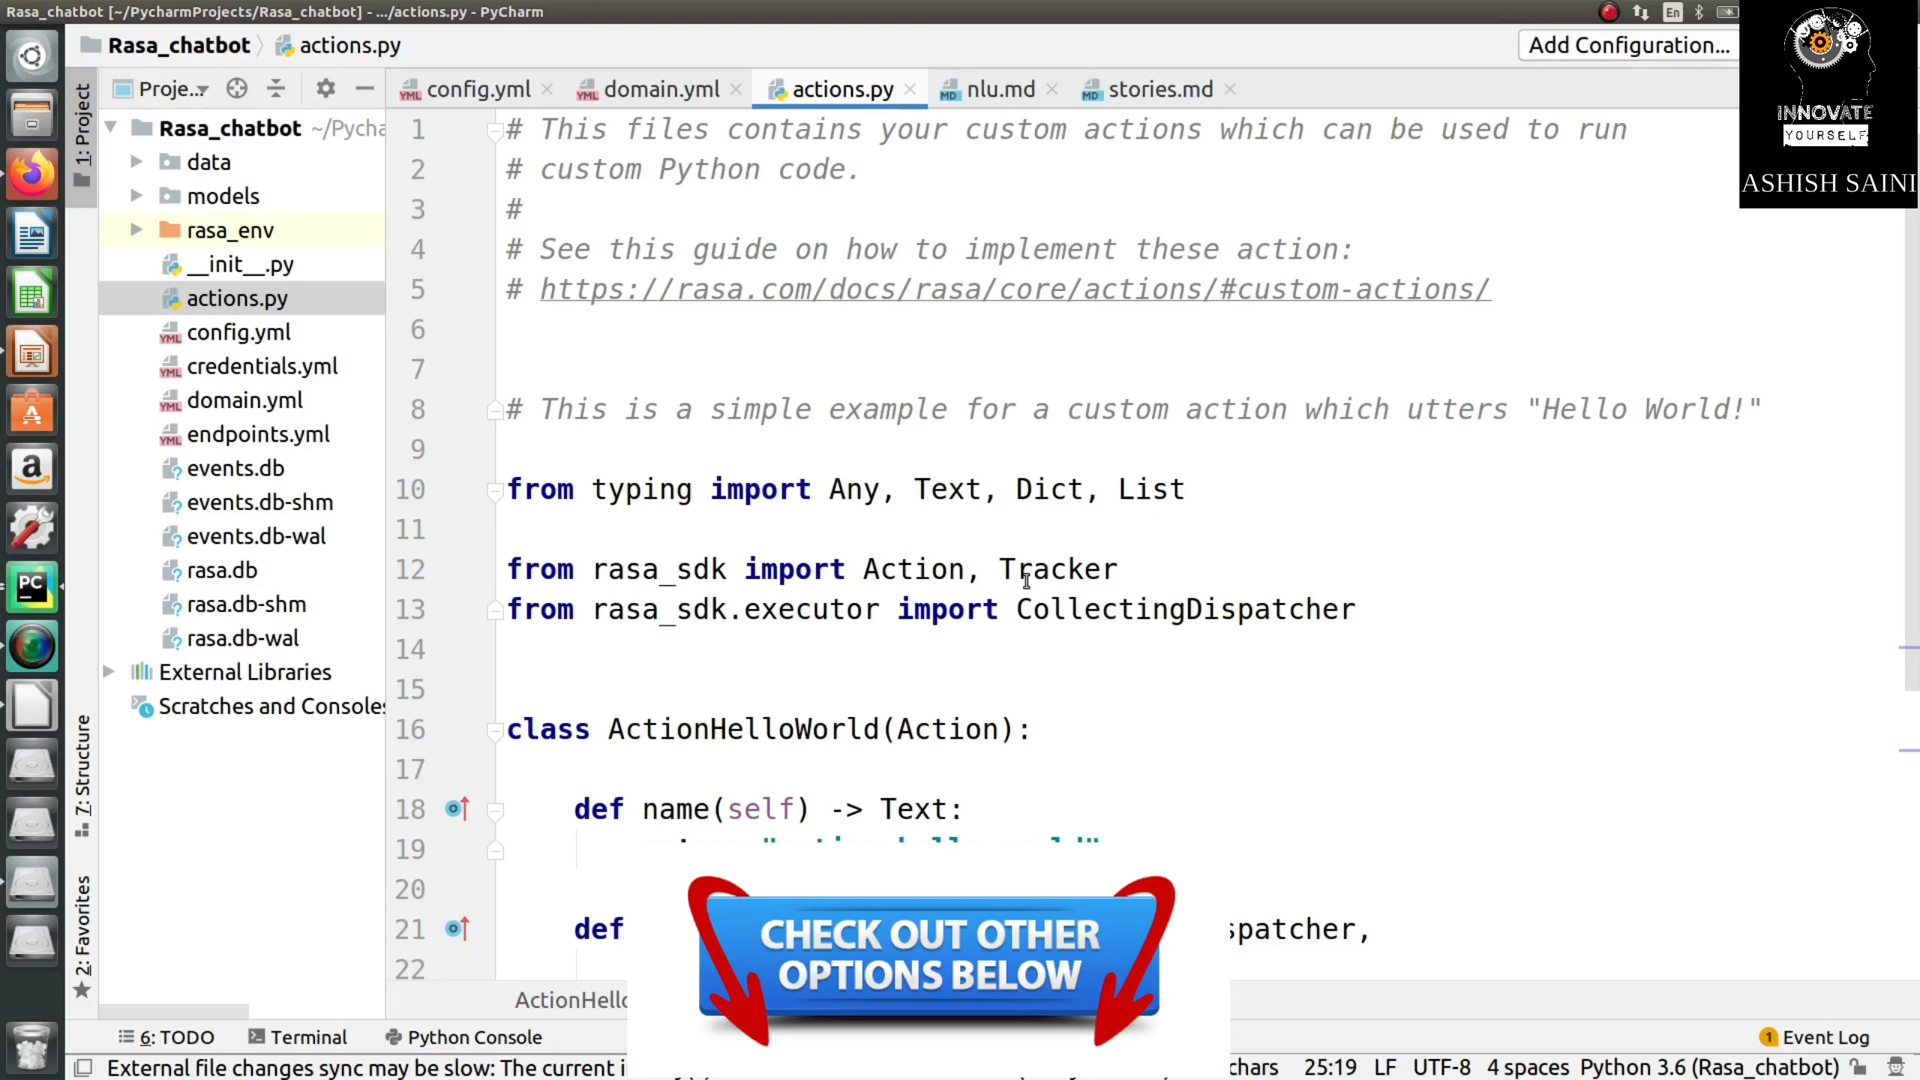 Rasa_chatbot [~/PycharmProjects/Rasa_chatbot] - .../actions.py - PyCharm
En
Rasa_chatbot
actions.py
Add Configuration...
INNOVATE
YOURSELF
ASHISH SAINI
1: Project
7: Structure
2: Favorites
Proje...
Rasa_chatbot ~/Pycha
data
models
rasa_env
__init__.py
actions.py
config.yml
credentials.yml
domain.yml
endpoints.yml
events.db
events.db-shm
events.db-wal
rasa.db
rasa.db-shm
rasa.db-wal
External Libraries
Scratches and Consoles
config.yml
domain.yml
actions.py
nlu.md
stories.md
1 # This files contains your custom actions which can be used to run
2 # custom Python code.
3 #
4 # See this guide on how to implement these action:
5 # https://rasa.com/docs/rasa/core/actions/#custom-actions/
6
7
8 # This is a simple example for a custom action which utters "Hello World!"
9
10 from typing import Any, Text, Dict, List
11
12 from rasa_sdk import Action, Tracker
13 from rasa_sdk.executor import CollectingDispatcher
14
15
16 class ActionHelloWorld(Action):
17
18 def name(self) -> Text:
19
20
21 def spatcher,
22
CHECK OUT OTHER
OPTIONS BELOW
ActionHello
6: TODO
Terminal
Python Console
1 Event Log
External file changes sync may be slow: The current i
chars
25:19
LF
UTF-8
4 spaces
Python 3.6 (Rasa_chatbot)